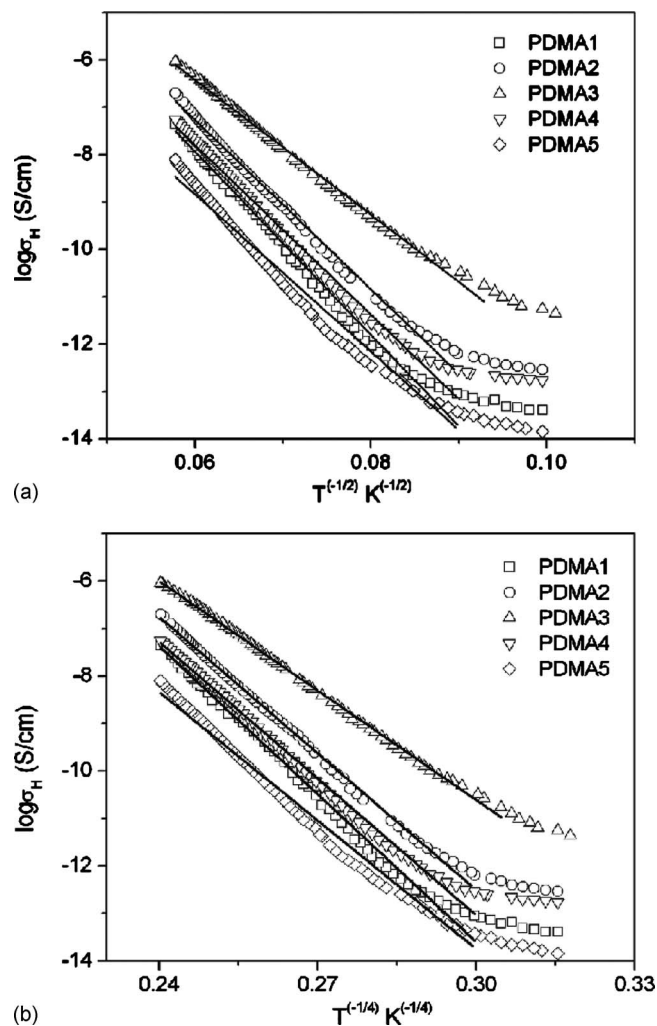 -6
-8
-10
-12
-14
logσH (S/cm)
PDMA1
PDMA2
PDMA3
PDMA4
PDMA5
0.06 0.08 0.10
T(-1/2) K(-1/2)
(a)
-6
-8
-10
-12
-14
logσH (S/cm)
PDMA1
PDMA2
PDMA3
PDMA4
PDMA5
0.24 0.27 0.30 0.33
T(-1/4) K(-1/4)
(b)